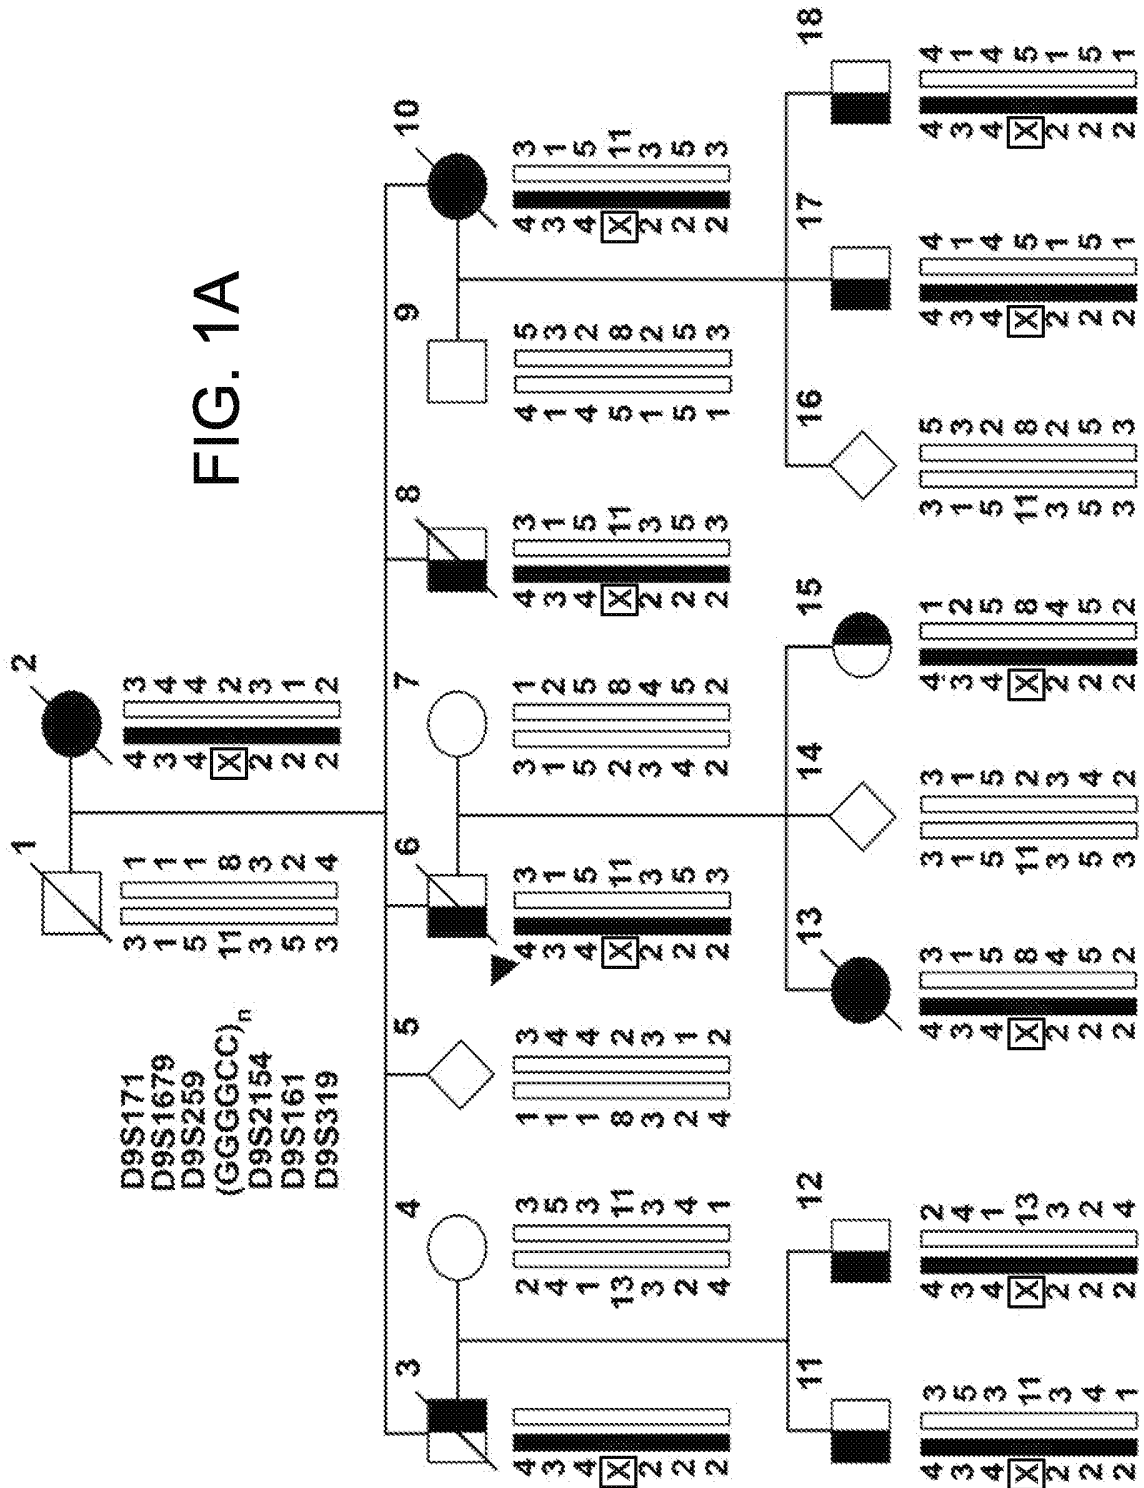 1 2
D9S171 3 1 4 3
D9S1679 1 1 3 4
D9S259 5 1 4 4
(GGGGCC)n 11 8 X 2
D9S2154 3 3 2 3
D9S161 5 2 2 1
D9S319 3 4 2 2
FIG. 1A
3 4 5 6 7 8 9 10
4 2 3 1 3 4 3 3 1 4 3 4 5 4 3
3 4 5 1 4 3 1 1 2 3 1 1 3 3 1
4 1 3 1 4 4 5 5 5 4 5 4 2 4 5
X 13 11 8 2 X 11 2 8 X 11 5 8 X 11
2 3 3 3 3 2 3 3 4 2 3 1 2 2 3
2 2 4 2 1 2 5 4 5 2 5 5 5 2 5
2 4 1 4 2 2 3 2 2 2 3 1 3 2 3
11 12 13 14 15 16 17 18
4 3 4 2 4 3 3 3 4 1 3 5 4 4 4 4
3 5 3 4 3 1 1 1 3 2 1 3 3 1 3 1
4 3 4 1 4 5 5 5 4 5 5 2 4 4 4 4
X 11 X 13 X 8 11 2 X 8 11 8 X 5 X 5
2 3 2 3 2 4 3 3 2 4 3 2 2 1 2 1
2 4 2 2 2 5 5 4 2 5 5 5 2 5 2 5
2 1 2 4 2 2 3 2 2 2 3 3 2 1 2 1